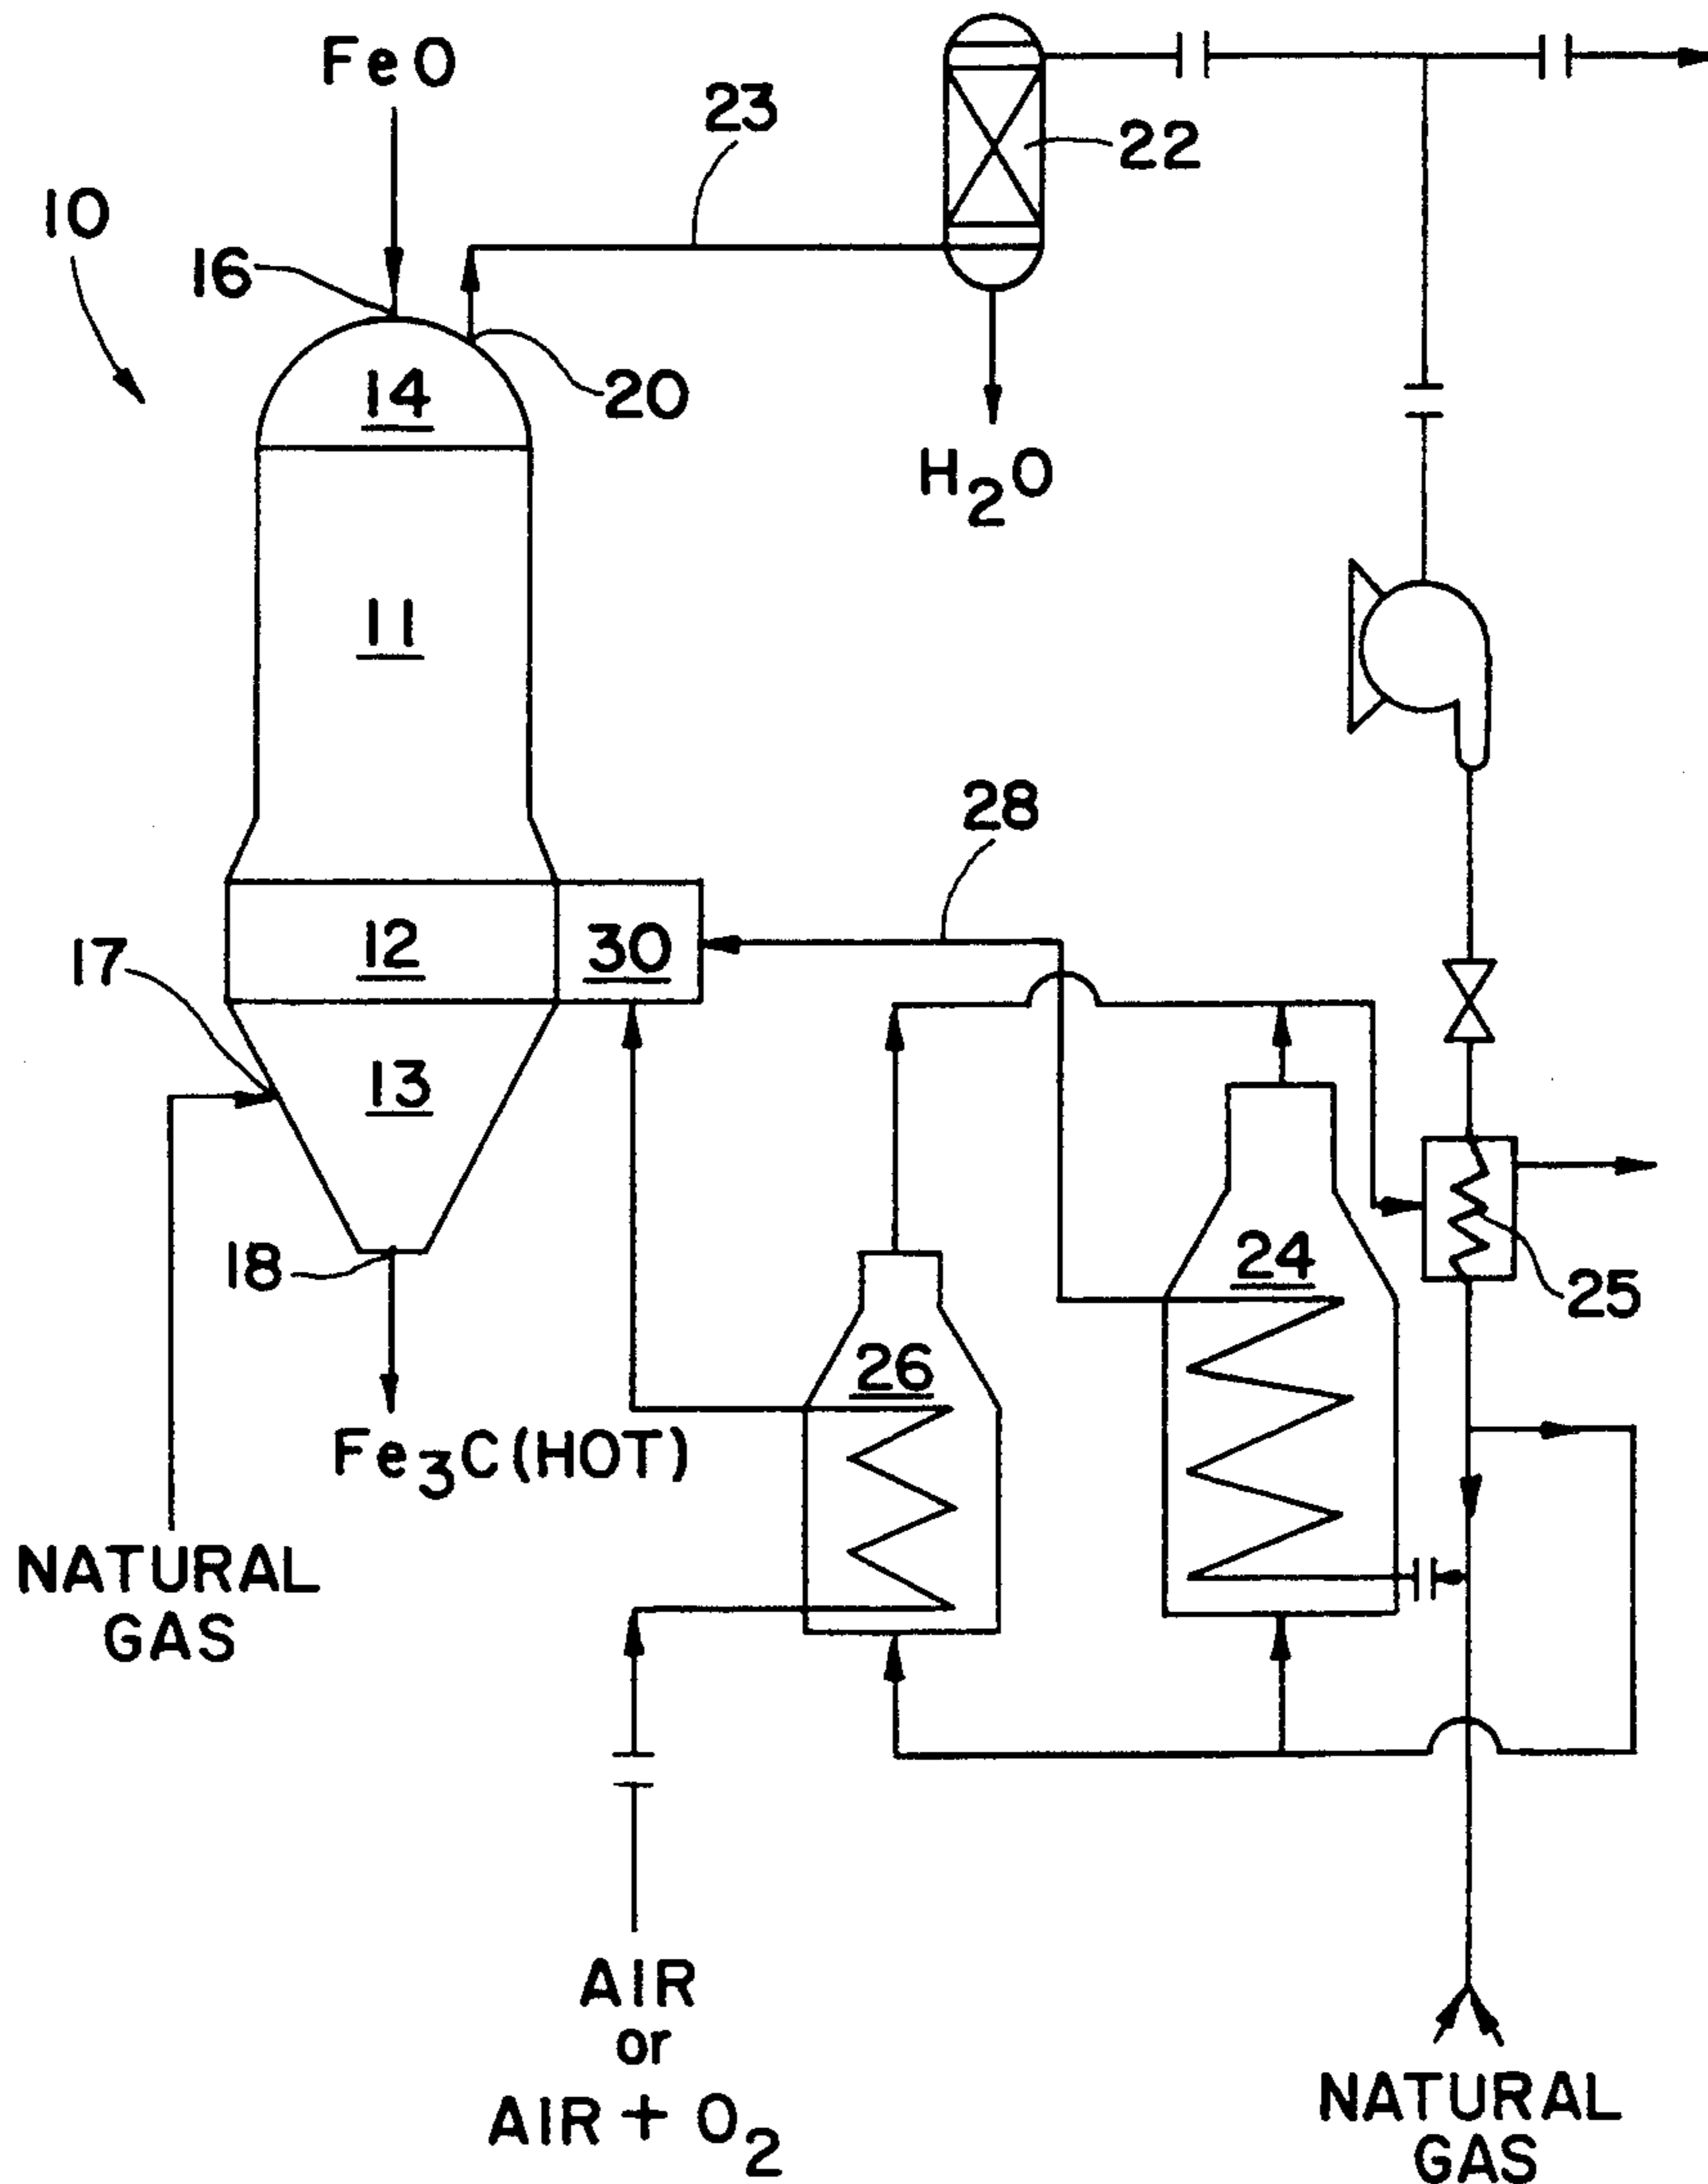 FeO
23
22
10
16
14
20
H2O
11
28
12
30
17
13
24
18
25
26
Fe3C(HOT)
NATURAL
GAS
AIR
or
AIR + O2
NATURAL
GAS